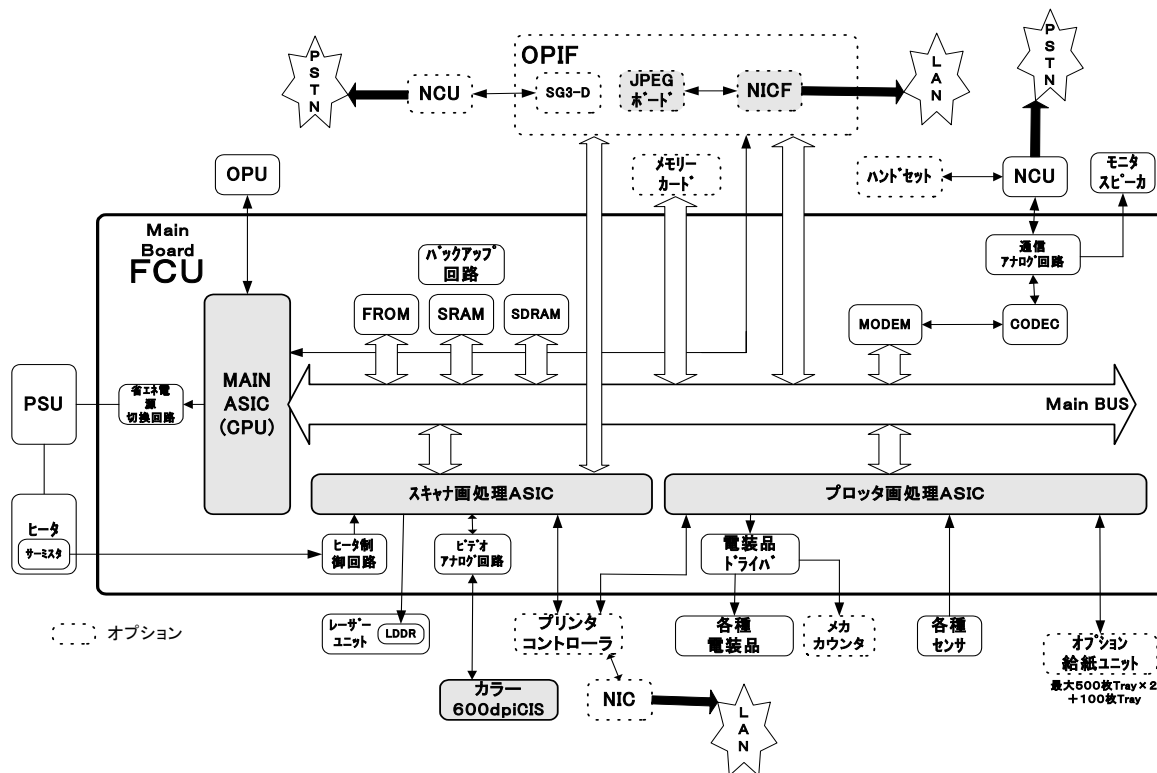 PSTN
NCU
OPIF
SG3-D
JPEG
ボード
NICF
LAN
PSTN
OPU
メモリー
カード
ハンドセット
NCU
モニタ
スピーカ
Main
Board
FCU
バックアップ
回路
通信
アナログ回路
FROM
SRAM
SDRAM
MODEM
CODEC
PSU
省エネ電
源
切換回路
MAIN
ASIC
(CPU)
Main BUS
スキャナ画処理ASIC
プロッタ画処理ASIC
ヒータ
サーミスタ
ヒータ制
御回路
ビデオ
アナログ回路
電装品
ドライバ
オプション
レーザー
ユニット
LDDR
プリンタ
コントローラ
各種
電装品
メカ
カウンタ
各種
センサ
オプション
給紙ユニット
最大500枚Tray×2
+100枚Tray
カラー
600dpiCIS
NIC
LAN